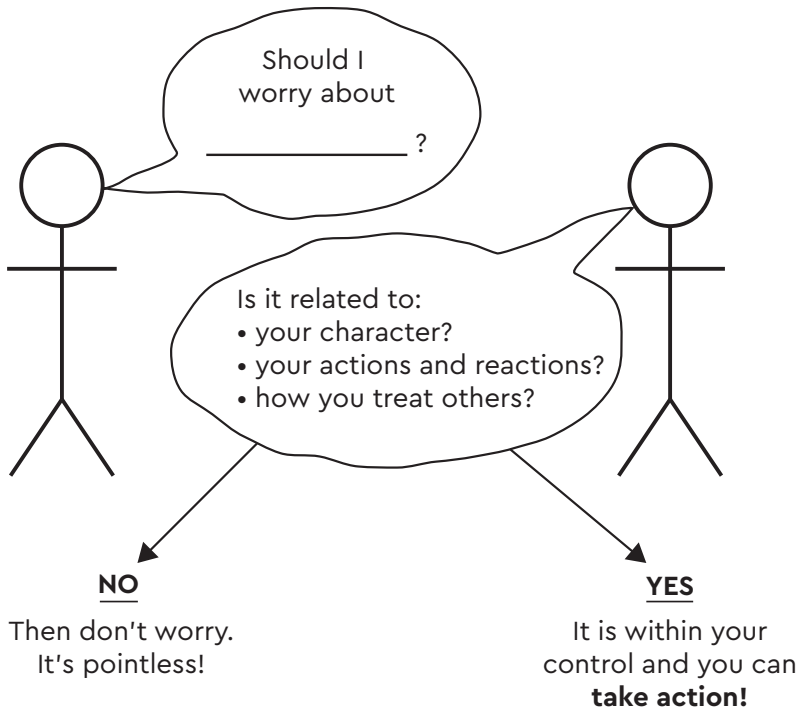 Should I
worry about
____________ ?
Is it related to:
• your character?
• your actions and reactions?
• how you treat others?
NO
Then don't worry.
It's pointless!
YES
It is within your
control and you can
take action!